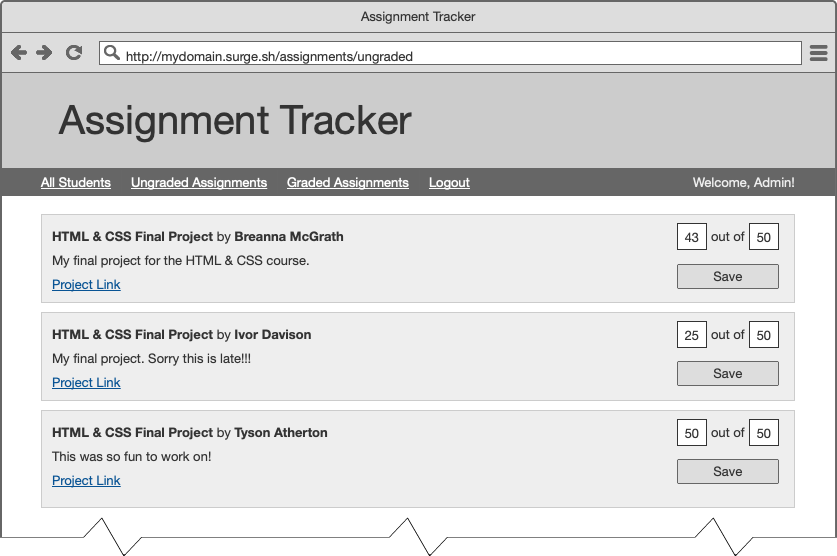 Assignment Tracker
http://mydomain.surge.sh/assignments/ungraded
Assignment Tracker
All Students Ungraded Assignments Graded Assignments Logout Welcome, Admin!
HTML & CSS Final Project by Breanna McGrath 43 out of 50
My final project for the HTML & CSS course.
Project Link Save
HTML & CSS Final Project by Ivor Davison 25 out of 50
My final project. Sorry this is late!!!
Project Link Save
HTML & CSS Final Project by Tyson Atherton 50 out of 50
This was so fun to work on!
Project Link Save